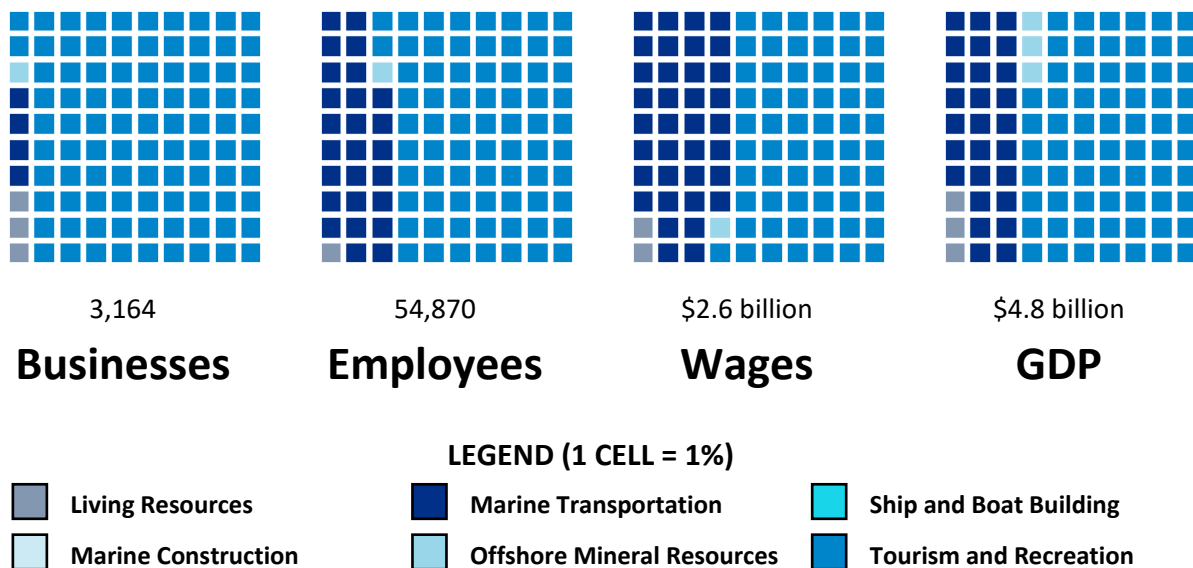 3,164 54,870 $2.6 billion $4.8 billion
Businesses Employees Wages GDP
LEGEND (1 CELL = 1%)
Living Resources Marine Transportation Ship and Boat Building
Marine Construction Offshore Mineral Resources Tourism and Recreation